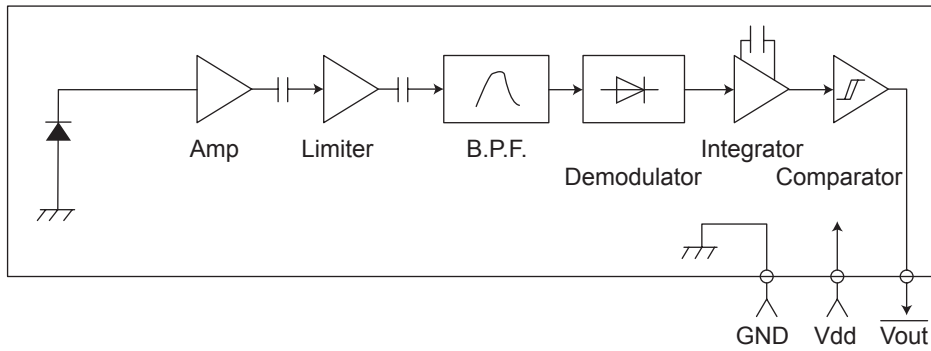 Amp
Limiter
B.P.F.
Demodulator
Integrator
Comparator
GND
Vdd
Vout